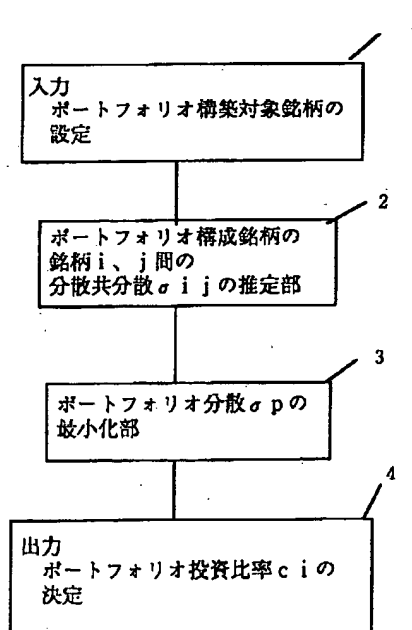 入力
ポートフォリオ構築対象銘柄の
設定
2
ポートフォリオ構成銘柄の
銘柄i、j間の
分散共分散σijの推定部
3
ポートフォリオ分散σpの
最小化部
4
出力
ポートフォリオ投資比率ciの
決定